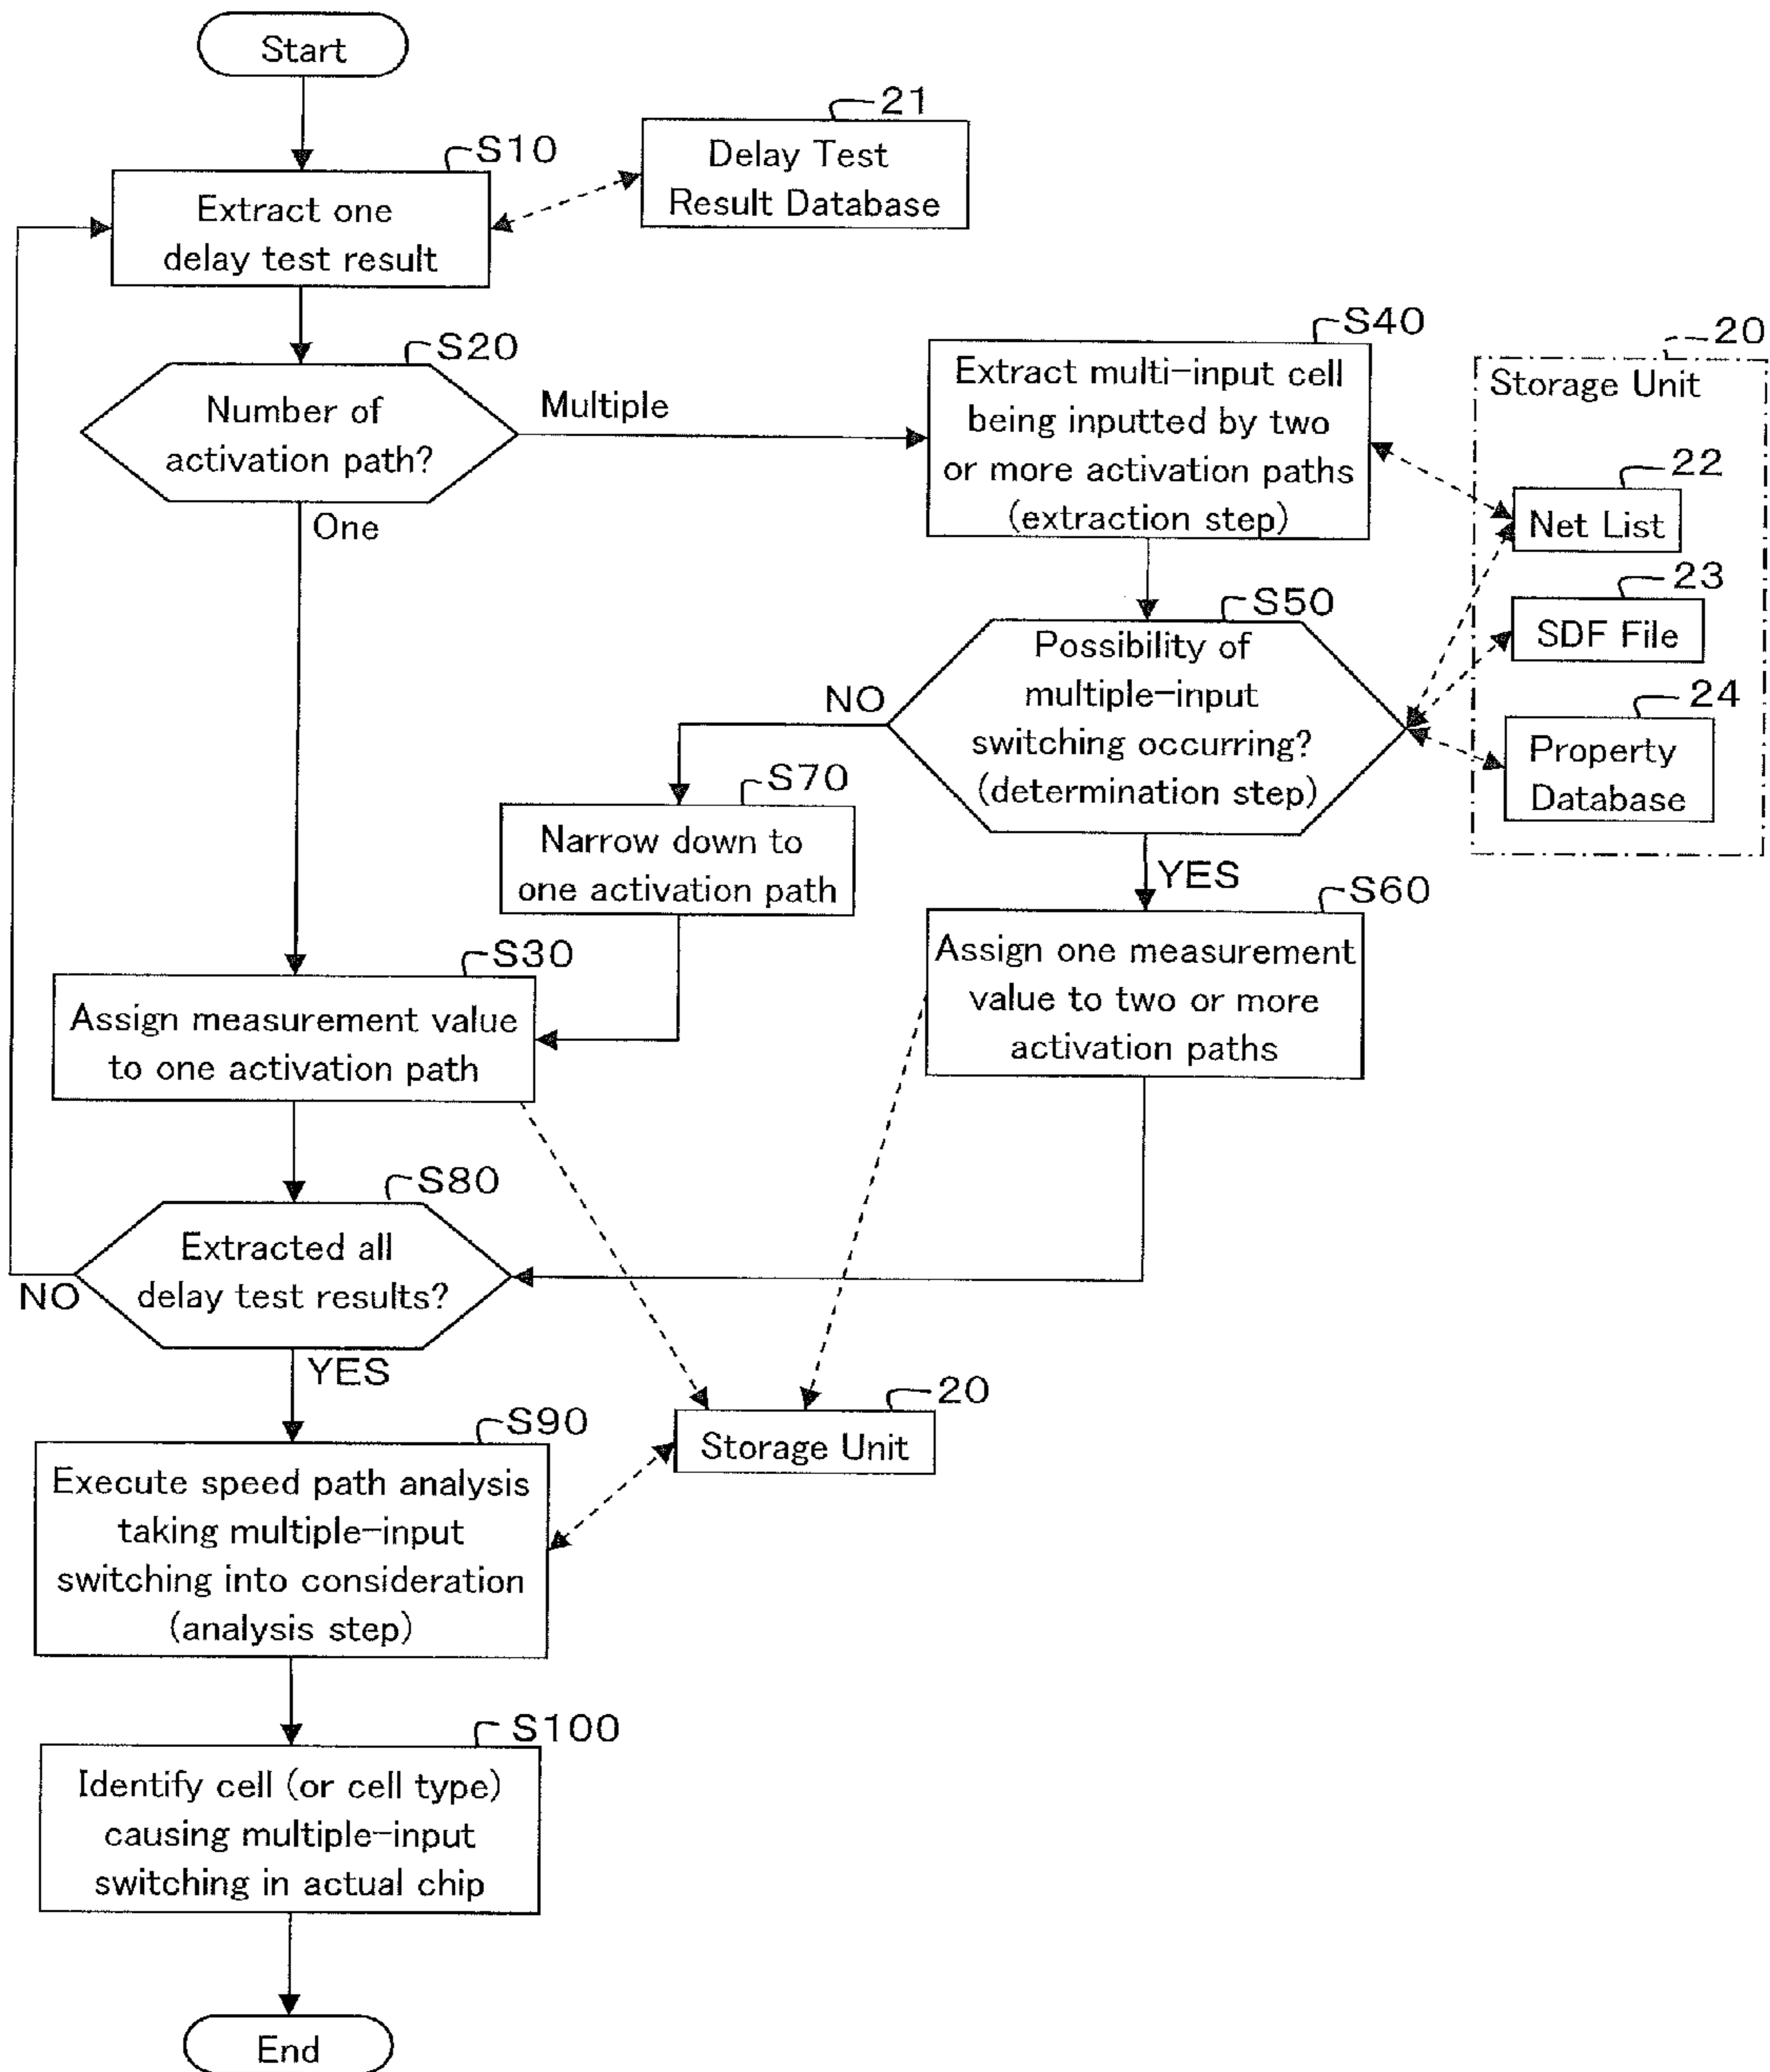 Start
S10
Extract one
delay test result
21
Delay Test
Result Database
S20
Number of
activation path?
Multiple
One
S40
Extract multi-input cell
being inputted by two
or more activation paths
(extraction step)
20
Storage Unit
22
Net List
23
SDF File
24
Property
Database
S50
Possibility of
multiple-input
switching occurring?
(determination step)
NO
YES
S70
Narrow down to
one activation path
S60
Assign one measurement
value to two or more
activation paths
S30
Assign measurement value
to one activation path
S80
Extracted all
delay test results?
NO
YES
20
Storage Unit
S90
Execute speed path analysis
taking multiple-input
switching into consideration
(analysis step)
S100
Identify cell (or cell type)
causing multiple-input
switching in actual chip
End